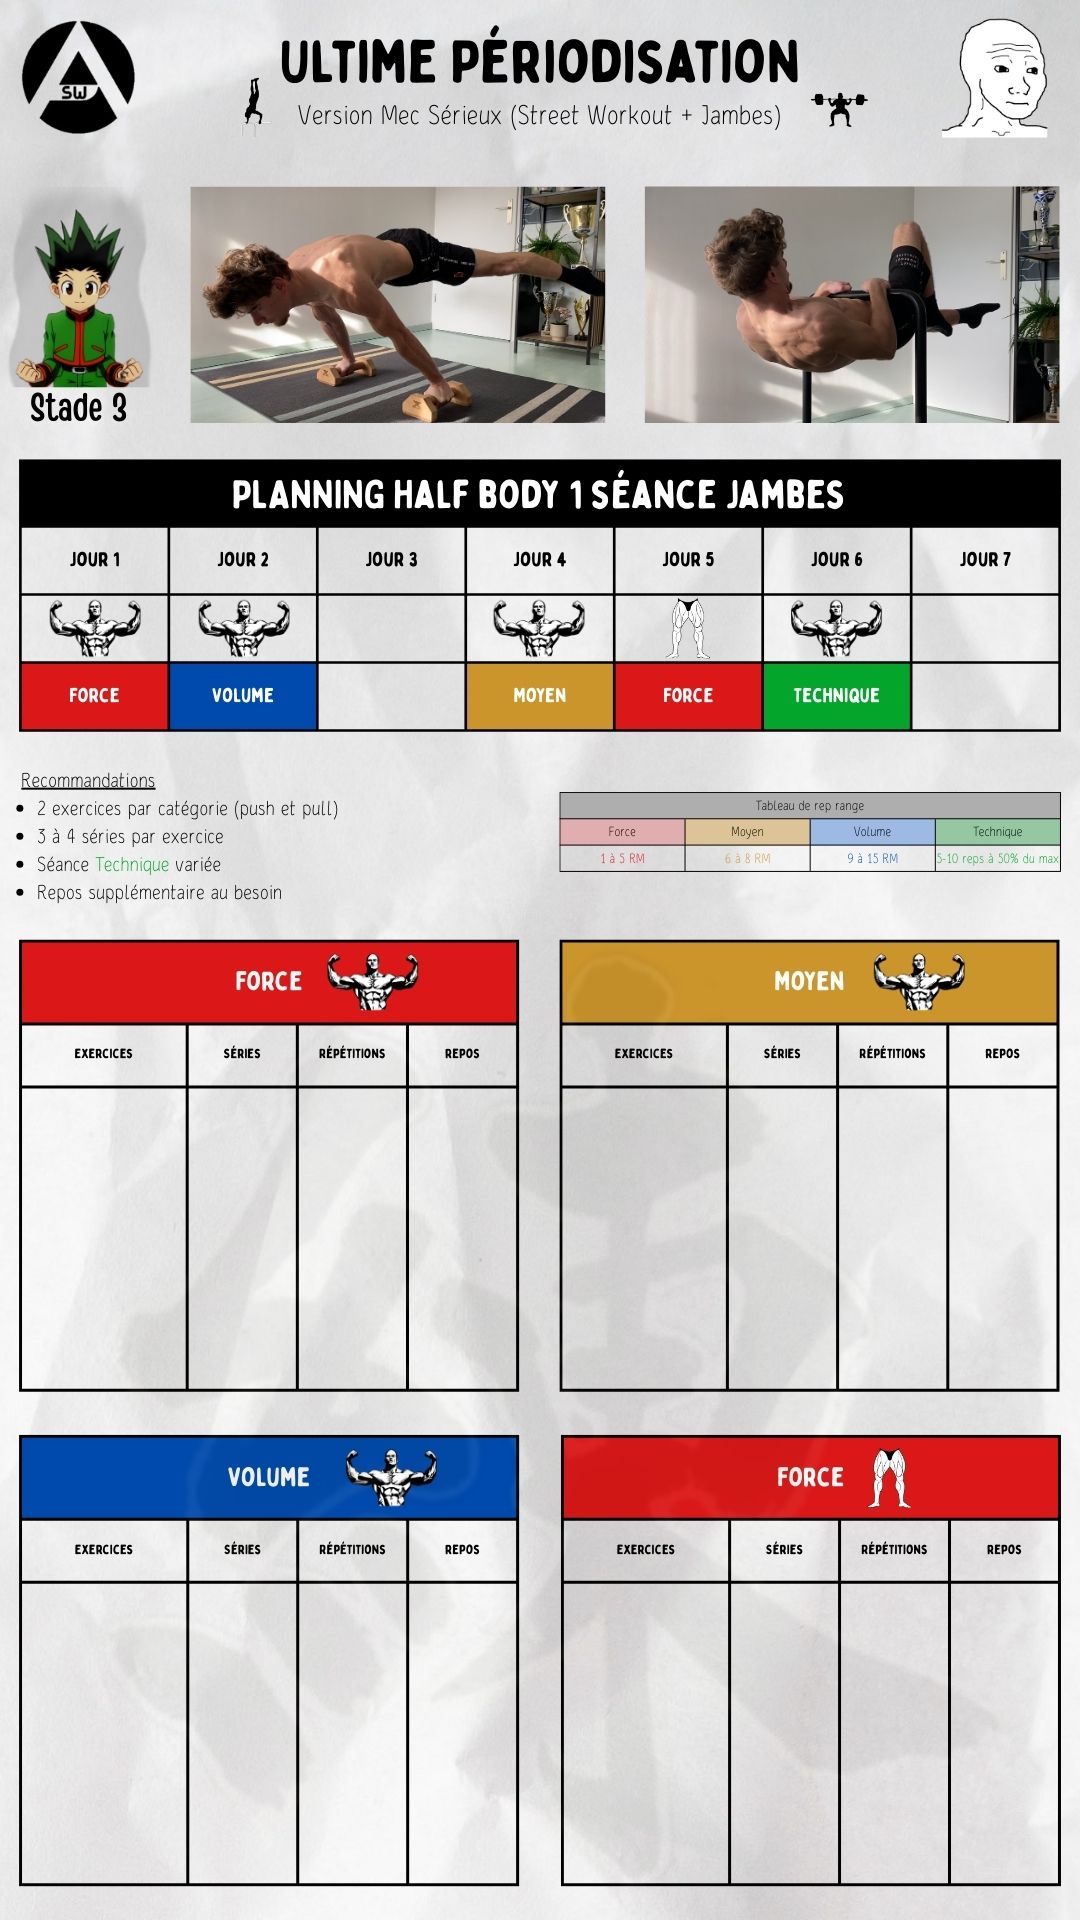 SW
ULTIME PÉRIODISATION
Version Mec Sérieux (Street Workout + Jambes)
Stade 3
PLANNING HALF BODY 1 SÉANCE JAMBES
JOUR 1 JOUR 2 JOUR 3 JOUR 4 JOUR 5 JOUR 6 JOUR 7
FORCE VOLUME MOYEN FORCE TECHNIQUE
Recommandations
• 2 exercices par catégorie (push et pull)
• 3 à 4 séries par exercice
• Séance Technique variée
• Repos supplémentaire au besoin
Tableau de rep range
Force Moyen Volume Technique
1 à 5 RM 6 à 8 RM 9 à 15 RM 5-10 reps à 50% du max
FORCE
EXERCICES SÉRIES RÉPÉTITIONS REPOS
MOYEN
EXERCICES SÉRIES RÉPÉTITIONS REPOS
VOLUME
EXERCICES SÉRIES RÉPÉTITIONS REPOS
FORCE
EXERCICES SÉRIES RÉPÉTITIONS REPOS